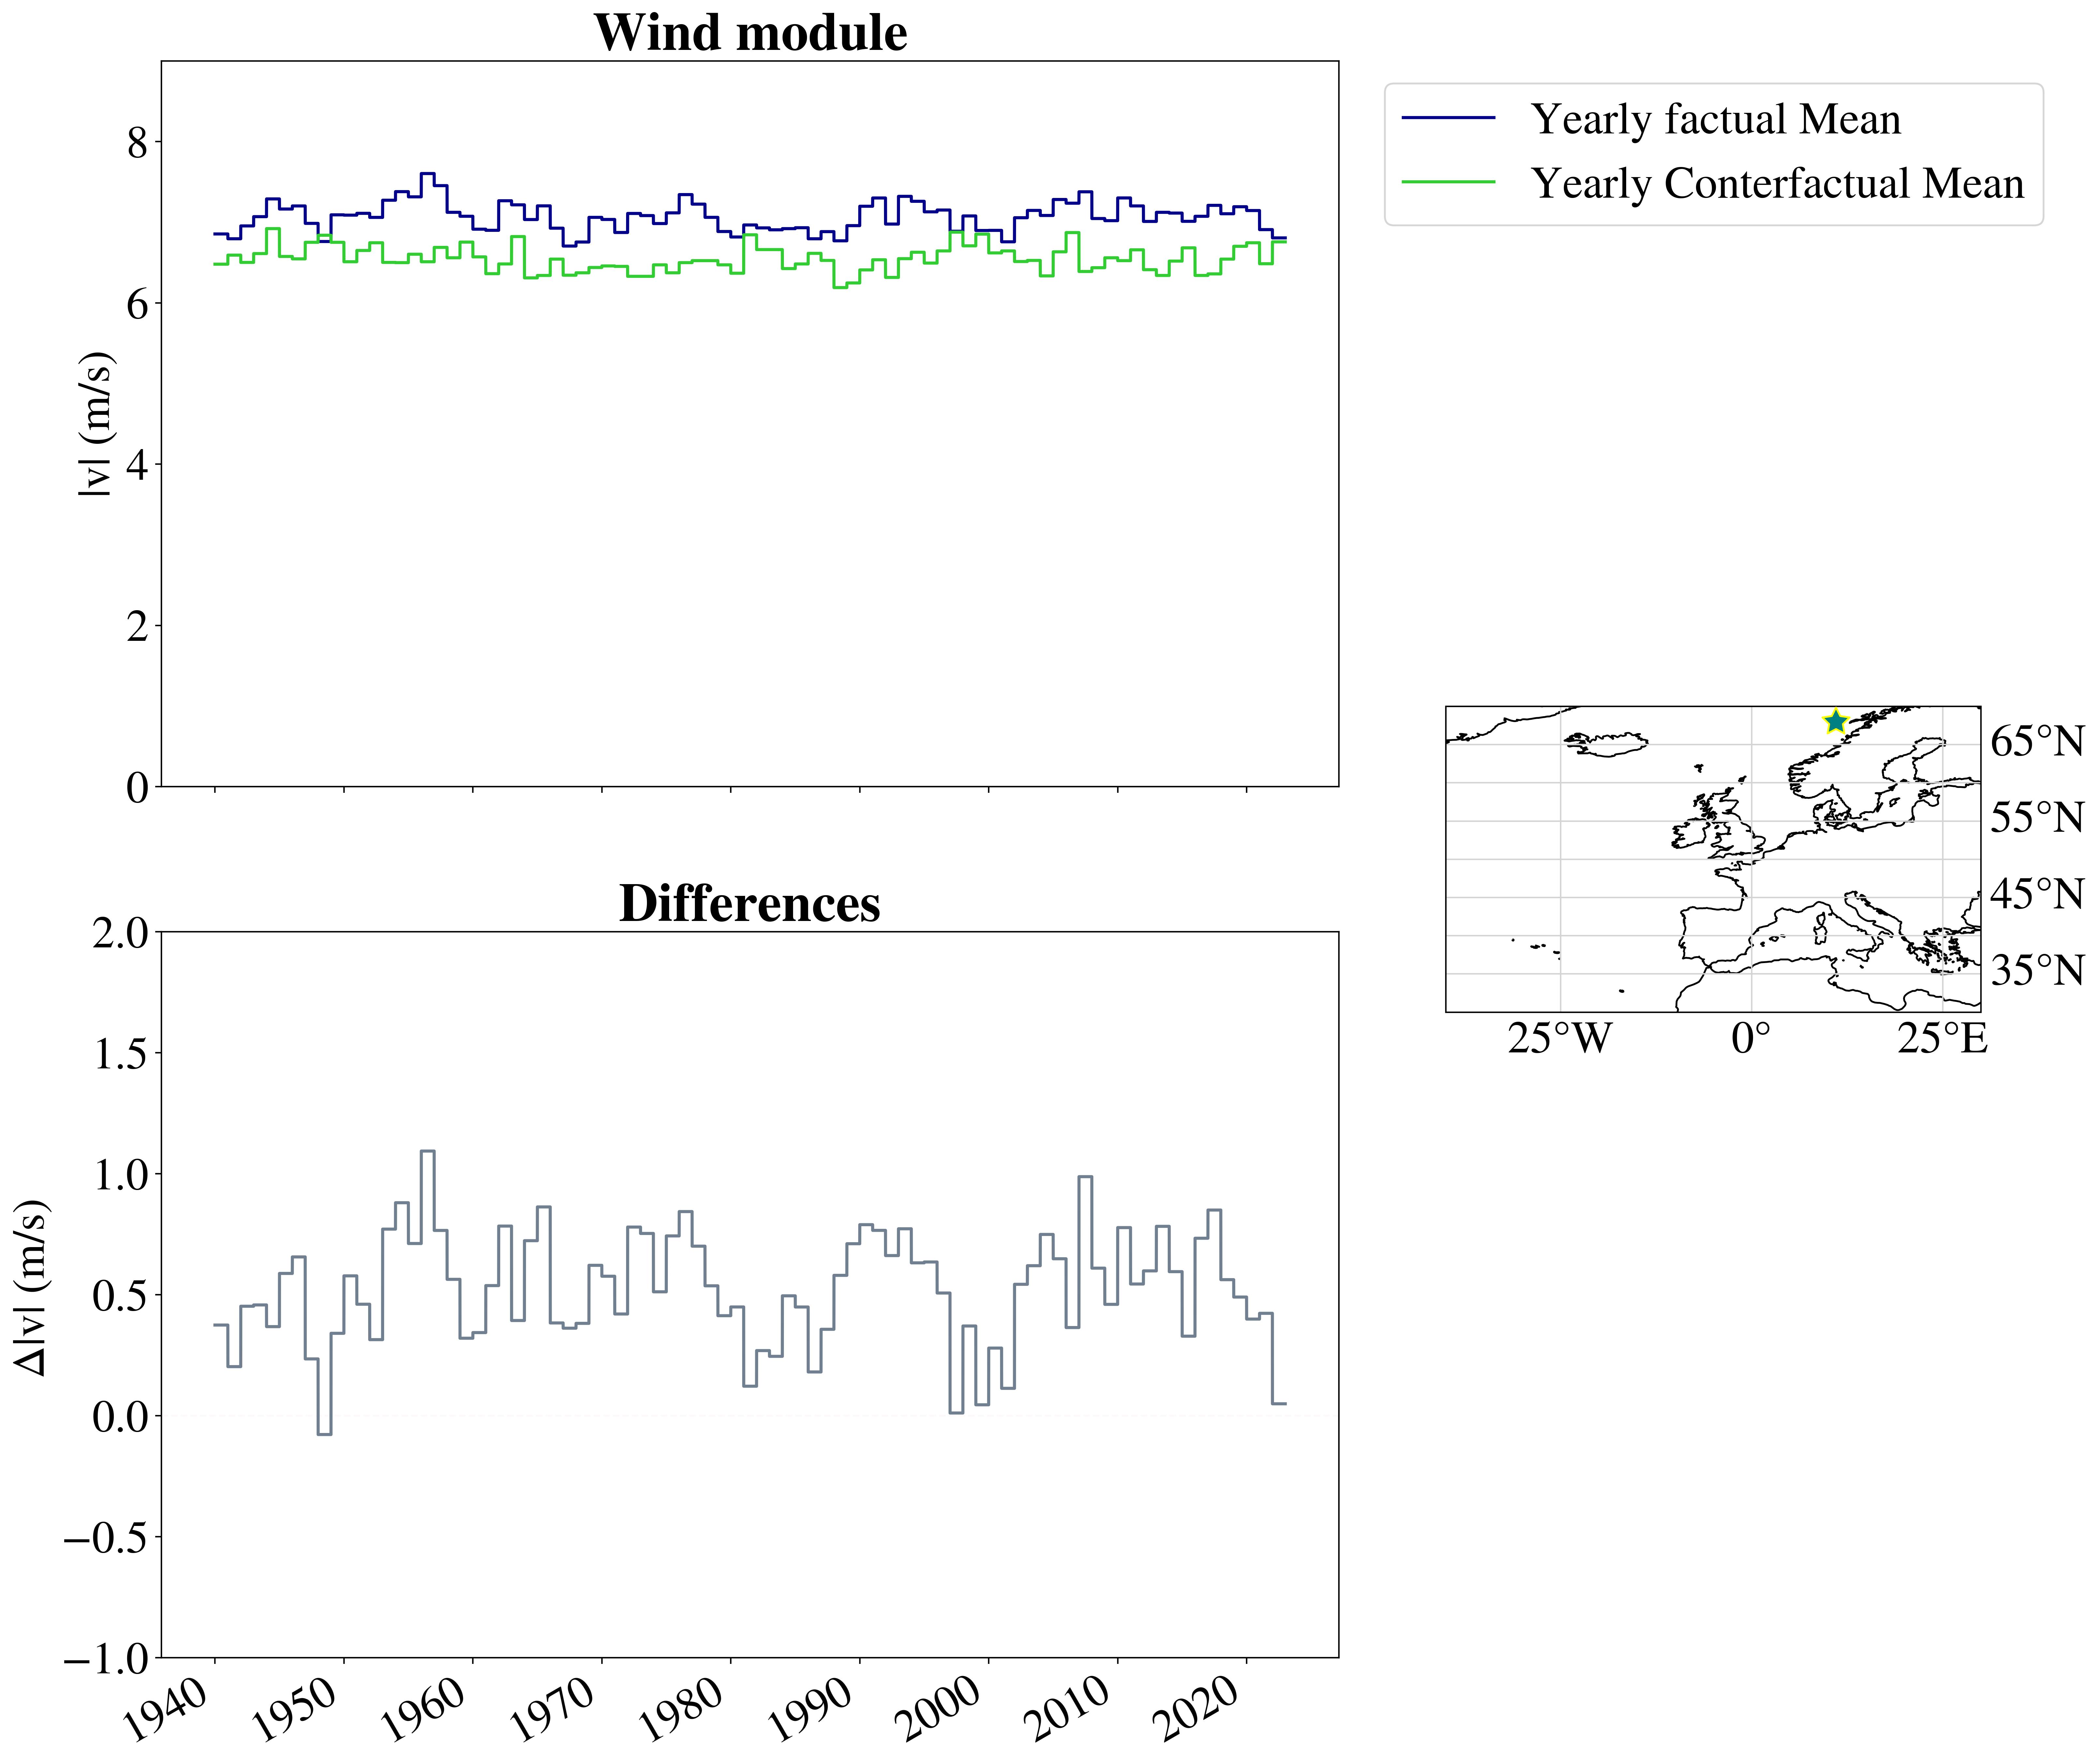 Wind module
8
6
4
2
0
|v| (m/s)
Yearly factual Mean
Yearly Conterfactual Mean
65°N
55°N
45°N
35°N
25°W 0° 25°E
Differences
2.0
1.5
1.0
0.5
0.0
−0.5
−1.0
Δ|v| (m/s)
1940 1950 1960 1970 1980 1990 2000 2010 2020